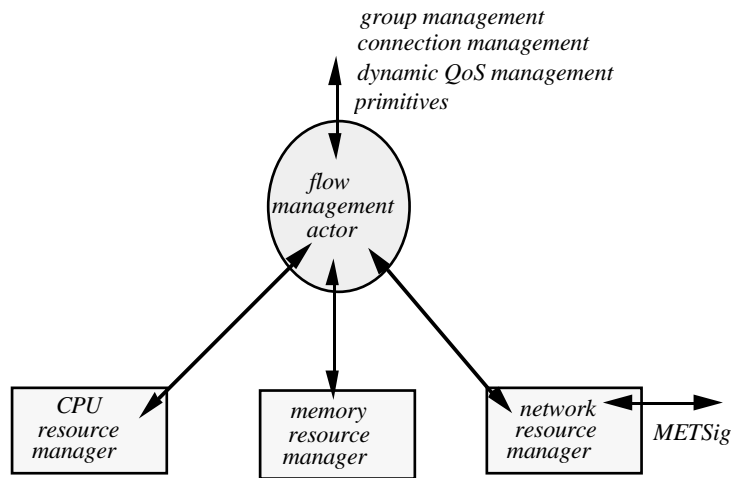 group management
connection management
dynamic QoS management
primitives
flow
management
actor
CPU
resource
manager
memory
resource
manager
network
resource
manager
METSig